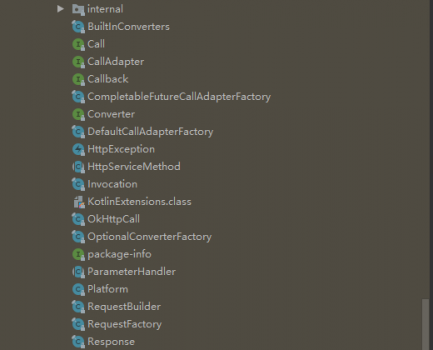 internal
BuiltInConverters
Call
CallAdapter
Callback
CompletableFutureCallAdapterFactory
Converter
DefaultCallAdapterFactory
HttpException
HttpServiceMethod
Invocation
KotlinExtensions.class
OkHttpCall
OptionalConverterFactory
package-info
ParameterHandler
Platform
RequestBuilder
RequestFactory
Response